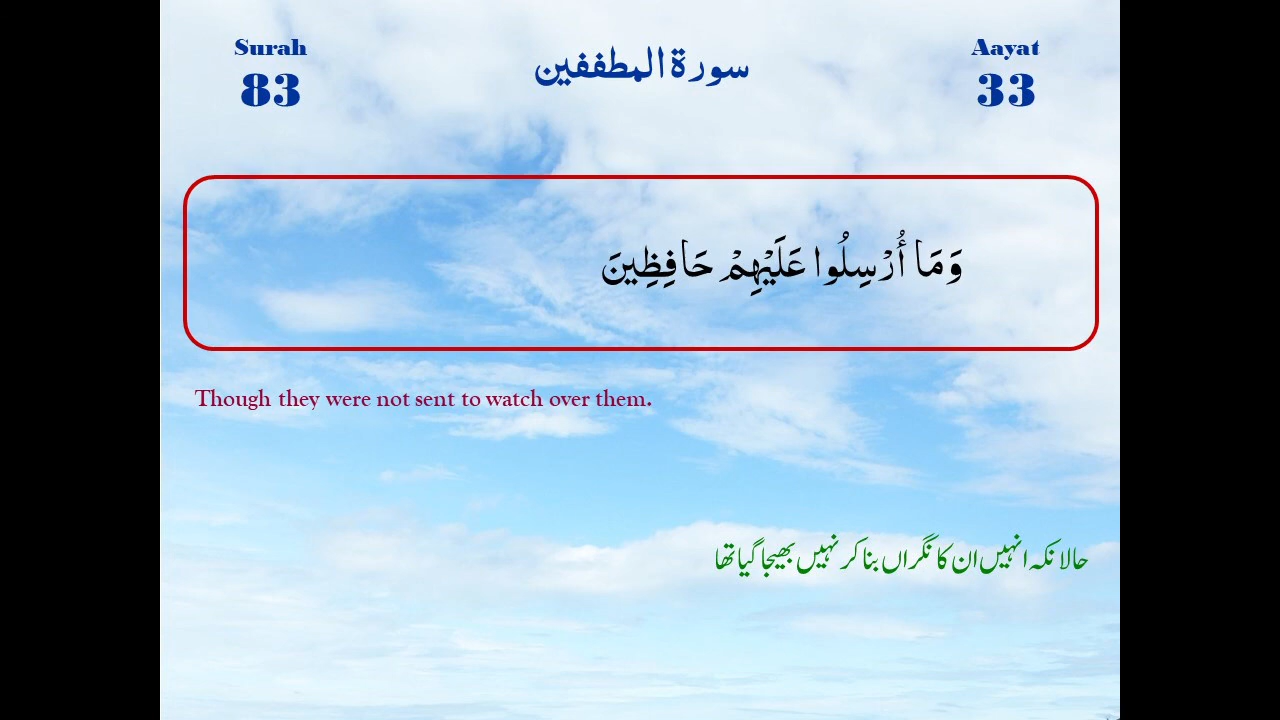 Surah
83
سورة المطففين
Aayat
33
وَمَا أُرْسِلُوا عَلَيْهِمْ حَافِظِينَ
Though they were not sent to watch over them.
حالانکہ انہیں ان کا نگراں بنا کر نہیں بھیجا گیا تھا